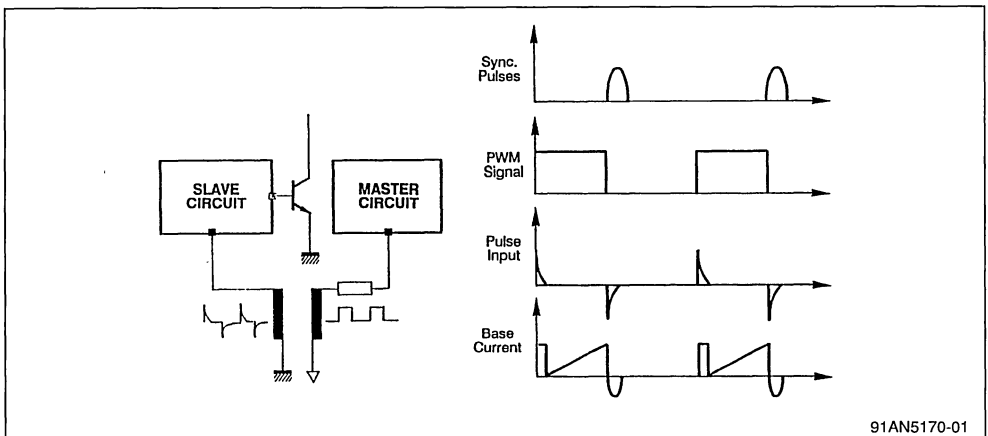 SLAVE
CIRCUIT
MASTER
CIRCUIT
Sync.
Pulses
PWM
Signal
Pulse
Input
Base
Current
91AN5170-01